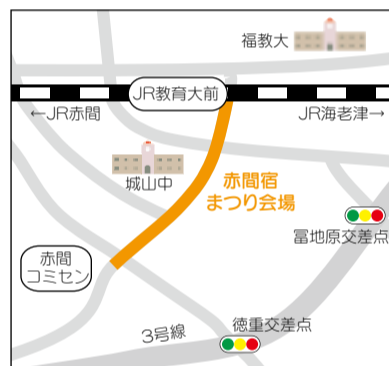 福教大
JR教育大前
←JR赤間
JR海老津→
城山中
赤間宿
まつり会場
冨地原交差点
赤間
コミセン
3号線
徳重交差点